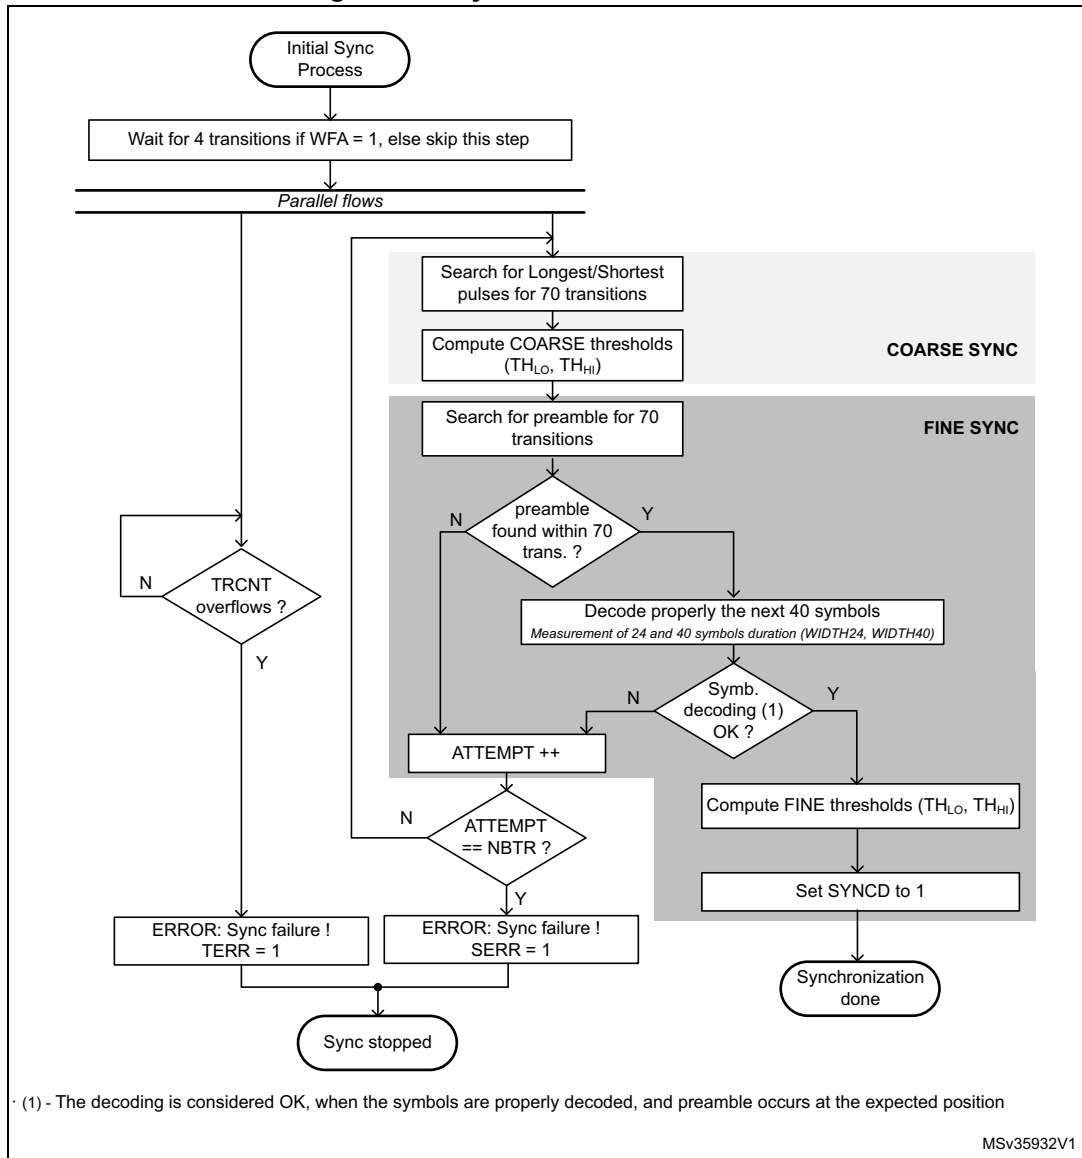 Initial Sync
Process
Wait for 4 transitions if WFA = 1, else skip this step
Parallel flows
Search for Longest/Shortest
pulses for 70 transitions
Compute COARSE thresholds
(THLO, THHI)
COARSE SYNC
Search for preamble for 70
transitions
FINE SYNC
preamble
found within 70
trans. ?
N
Y
TRCNT
overflows ?
N
Y
Decode properly the next 40 symbols
Measurement of 24 and 40 symbols duration (WIDTH24, WIDTH40)
Symb.
decoding (1)
OK ?
N
Y
ATTEMPT ++
Compute FINE thresholds (THLO, THHI)
ATTEMPT
== NBTR ?
N
Y
Set SYNCD to 1
ERROR: Sync failure !
TERR = 1
ERROR: Sync failure !
SERR = 1
Synchronization
done
Sync stopped
(1) - The decoding is considered OK, when the symbols are properly decoded, and preamble occurs at the expected position
MSv35932V1